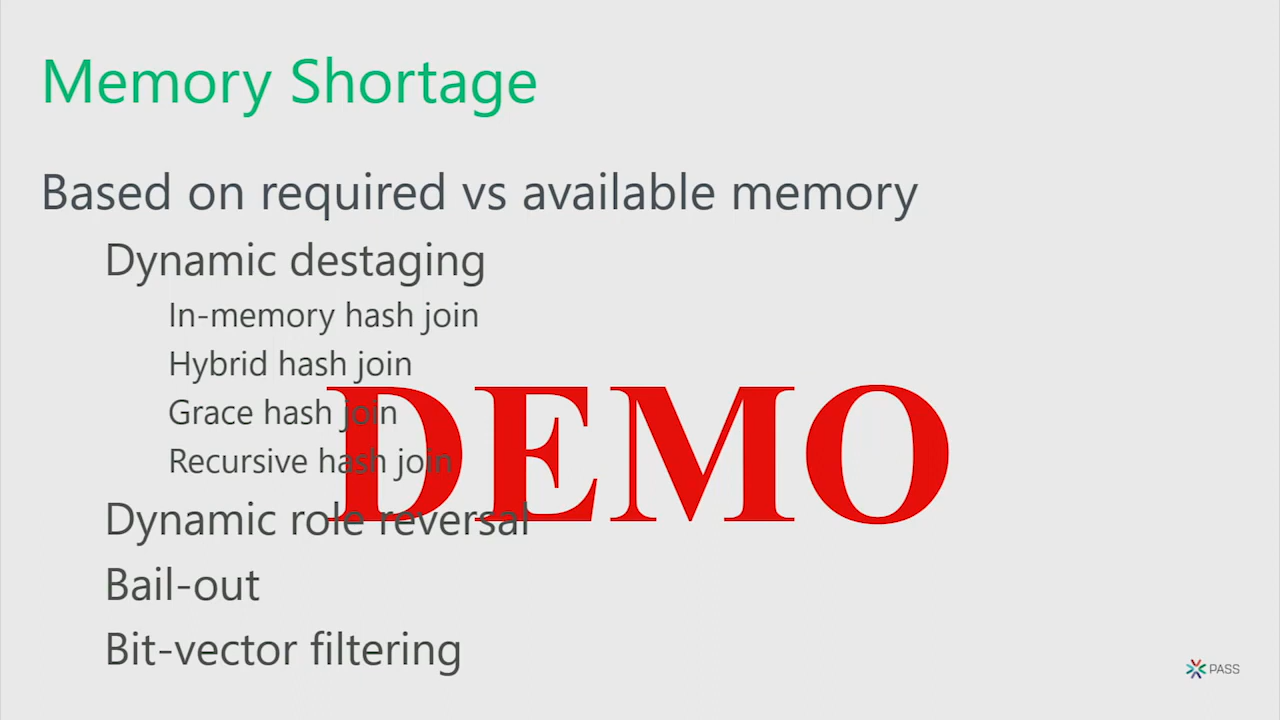 Memory Shortage
Based on required vs available memory
Dynamic destaging
In-memory hash join
Hybrid hash join
Grace hash join
Recursive hash join
DEMO
Dynamic role reversal
Bail-out
Bit-vector filtering
PASS